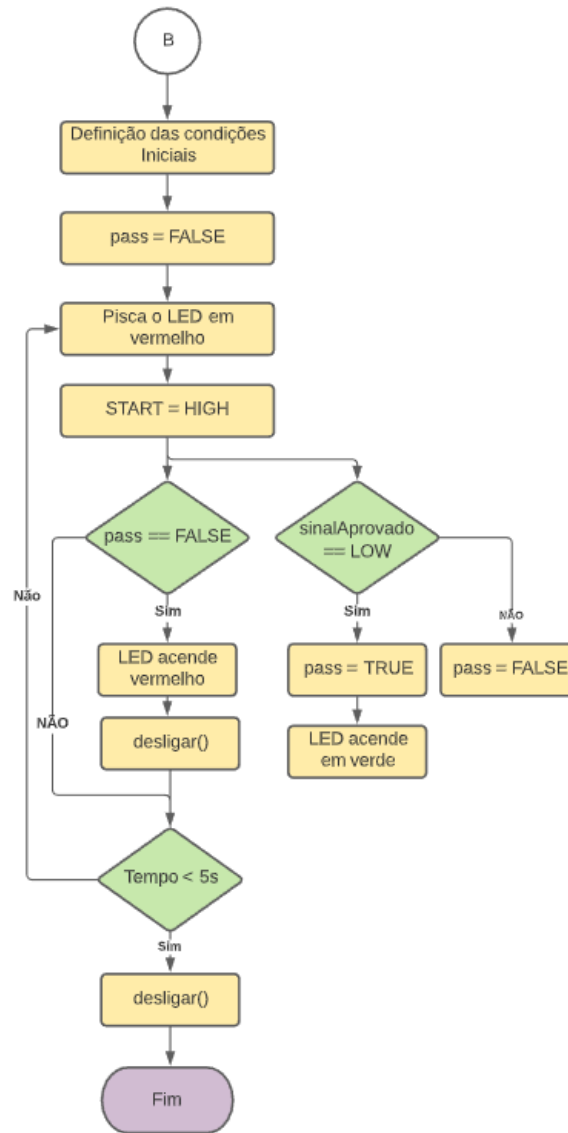 B
Definição das condições
Iniciais
pass = FALSE
Pisca o LED em
vermelho
START = HIGH
pass == FALSE
sinalAprovado
== LOW
Não
Sim
Sim
NÃO
LED acende
vermelho
pass = TRUE
pass = FALSE
NÃO
desligar()
LED acende
em verde
Tempo < 5s
Sim
desligar()
Fim